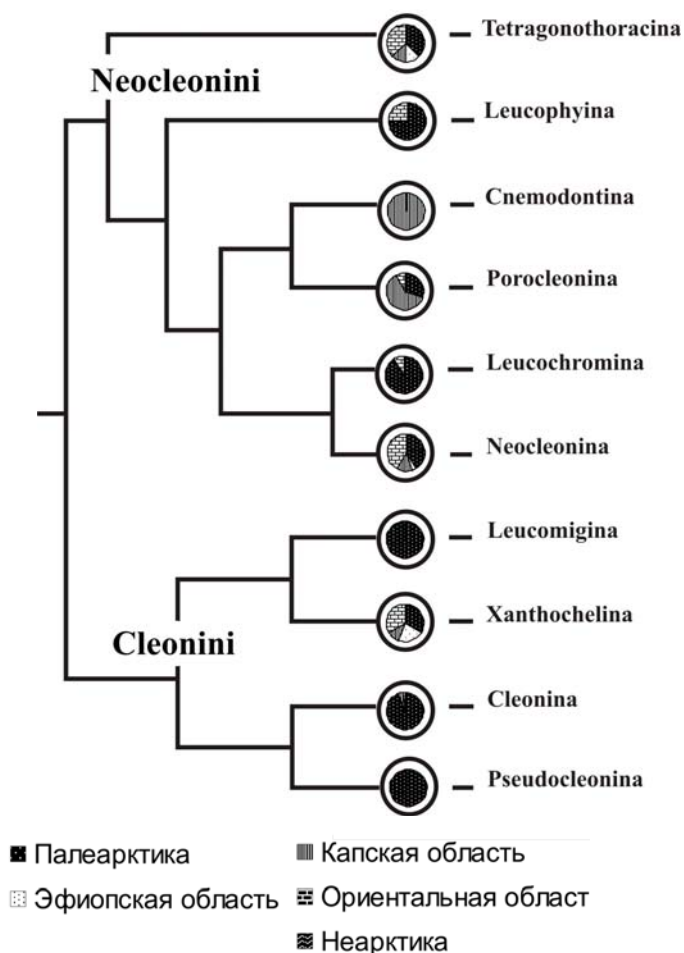 Tetragonothoracina
Neocleonini
Leucophyina
Cnemodontina
Porocleonina
Leucochromina
Neocleonina
Leucomigina
Xanthochelina
Cleonini
Cleonina
Pseudocleonina
Палеарктика Капская область
Эфиопская область Ориентальная област
Неарктика